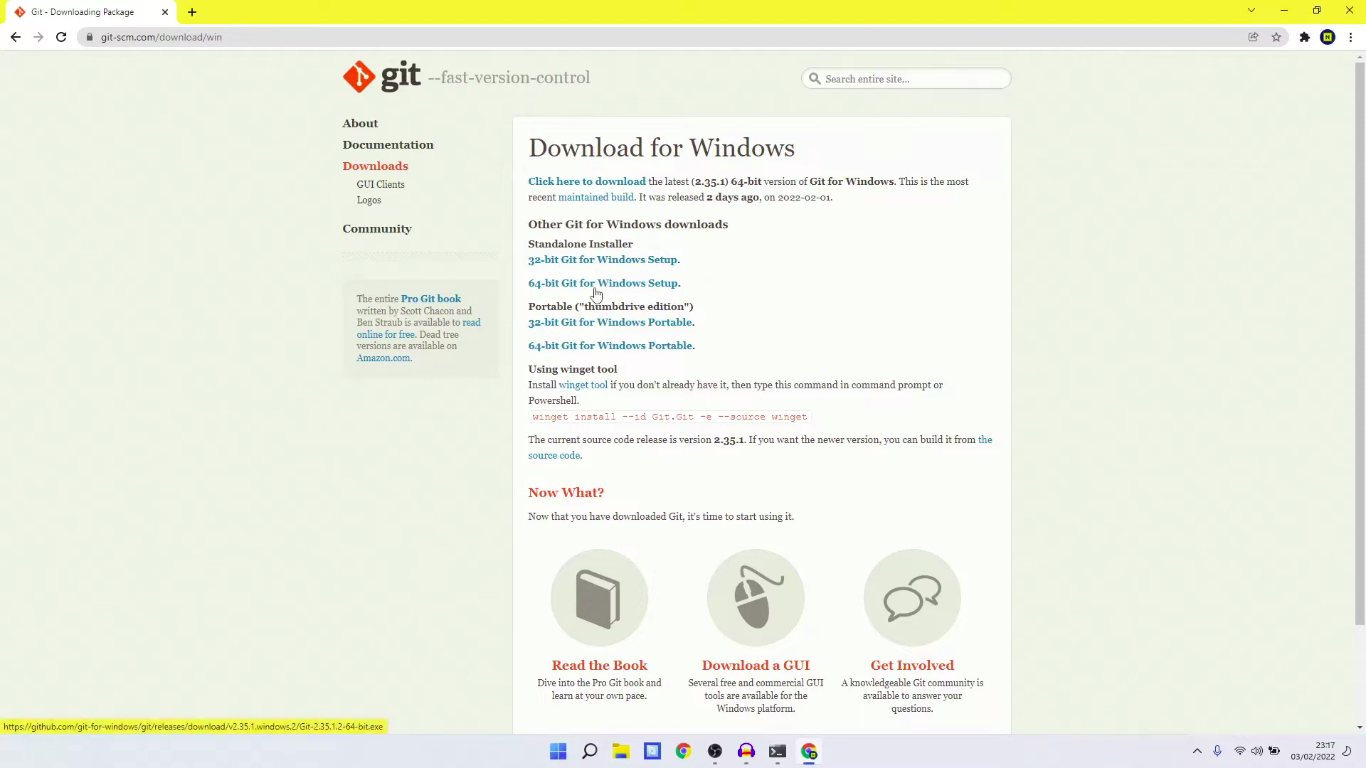 Git - Downloading Package
git-scm.com/download/win
git --fast-version-control
Search entire site...
About
Documentation
Downloads
GUI Clients
Logos
Community
The entire Pro Git book
written by Scott Chacon and
Ben Straub is available to read
online for free. Dead tree
versions are available on
Amazon.com.
Download for Windows
Click here to download the latest (2.35.1) 64-bit version of Git for Windows. This is the most
recent maintained build. It was released 2 days ago, on 2022-02-01.
Other Git for Windows downloads
Standalone Installer
32-bit Git for Windows Setup.
64-bit Git for Windows Setup.
Portable ("thumbdrive edition")
32-bit Git for Windows Portable.
64-bit Git for Windows Portable.
Using winget tool
Install winget tool if you don't already have it, then type this command in command prompt or
Powershell.
winget install --id Git.Git -e --source winget
The current source code release is version 2.35.1. If you want the newer version, you can build it from the
source code.
Now What?
Now that you have downloaded Git, it's time to start using it.
Read the Book
Dive into the Pro Git book and
learn at your own pace.
Download a GUI
Several free and commercial GUI
tools are available for the
Windows platform.
Get Involved
A knowledgeable Git community is
available to answer your
questions.
https://github.com/git-for-windows/git/releases/download/v2.35.1.windows.2/Git-2.35.1.2-64-bit.exe
23:17
03/02/2022